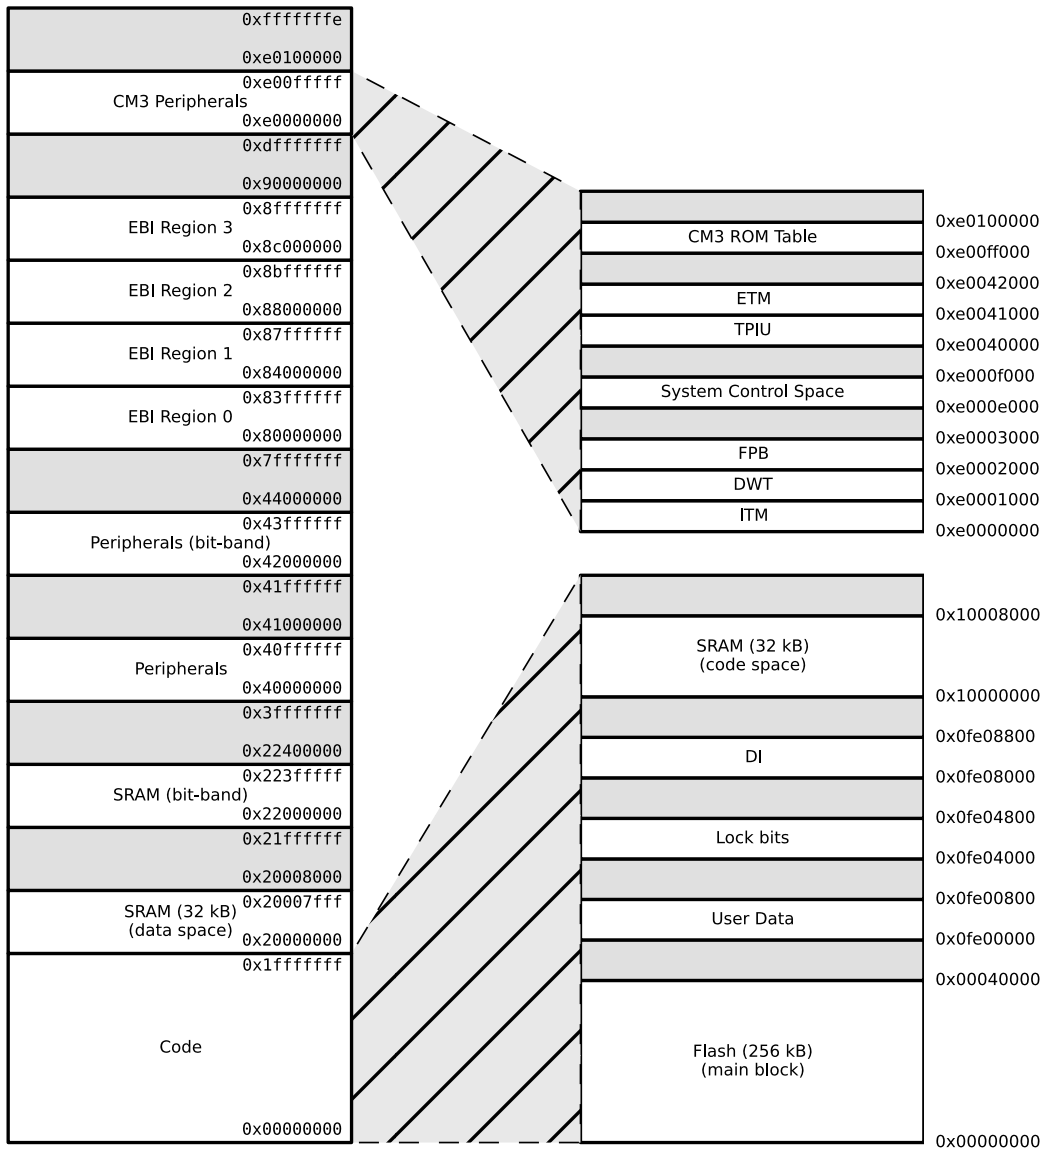 0xfffffffe
0xe0100000
0xe00fffff
CM3 Peripherals
0xe0000000
0xdfffffff
0x90000000
0x8fffffff
EBI Region 3
0x8c000000
0x8bffffff
EBI Region 2
0x88000000
0x87ffffff
EBI Region 1
0x84000000
0x83ffffff
EBI Region 0
0x80000000
0x7fffffff
0x44000000
0x43ffffff
Peripherals (bit-band)
0x42000000
0x41ffffff
0x41000000
0x40ffffff
Peripherals
0x40000000
0x3fffffff
0x22400000
0x223fffff
SRAM (bit-band)
0x22000000
0x21ffffff
0x20008000
0x20007fff
SRAM (32 kB)
(data space)
0x20000000
0x1fffffff
Code
0x00000000
0xe0100000
CM3 ROM Table
0xe00ff000
0xe0042000
ETM
0xe0041000
TPIU
0xe0040000
0xe000f000
System Control Space
0xe000e000
0xe0003000
FPB
0xe0002000
DWT
0xe0001000
ITM
0xe0000000
0x10008000
SRAM (32 kB)
(code space)
0x10000000
0x0fe08800
DI
0x0fe08000
0x0fe04800
Lock bits
0x0fe04000
0x0fe00800
User Data
0x0fe00000
0x00040000
Flash (256 kB)
(main block)
0x00000000